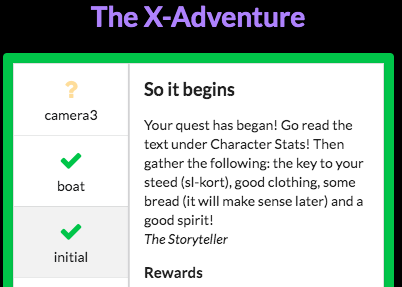 The X-Adventure
?
camera3
boat
initial
So it begins
Your quest has began! Go read the
text under Character Stats! Then
gather the following: the key to your
steed (sl-kort), good clothing, some
bread (it will make sense later) and a
good spirit!
The Storyteller
Rewards